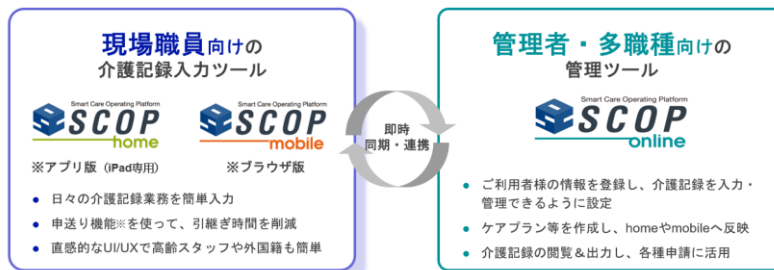 現場職員向けの
介護記録入力ツール
Smart Care Operating Platform
SCOP
home
※アプリ版（iPad専用）
Smart Care Operating Platform
SCOP
mobile
※ブラウザ版
● 日々の介護記録業務を簡単入力
● 申送り機能※を使って、引継ぎ時間を削減
● 直感的なUI/UXで高齢スタッフや外国籍も簡単
即時
同期・連携
管理者・多職種向けの
管理ツール
Smart Care Operating Platform
SCOP
online
● ご利用者様の情報を登録し、介護記録を入力・
管理できるように設定
● ケアプラン等を作成し、homeやmobileへ反映
● 介護記録の閲覧＆出力し、各種申請に活用